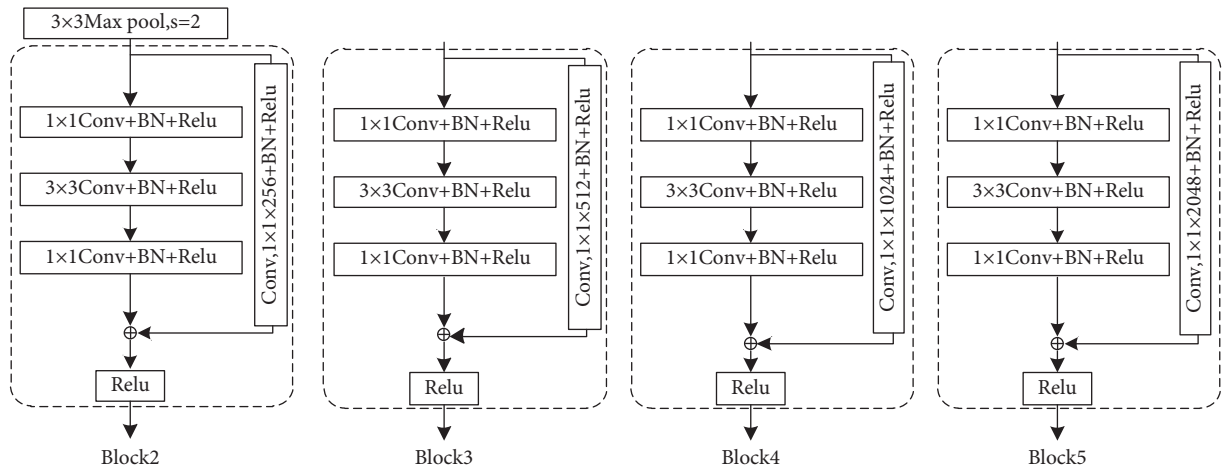 3×3Max pool,s=2
1×1Conv+BN+Relu
3×3Conv+BN+Relu
1×1Conv+BN+Relu
Conv,1×1×256+BN+Relu
Relu
Block2
1×1Conv+BN+Relu
3×3Conv+BN+Relu
1×1Conv+BN+Relu
Conv,1×1×512+BN+Relu
Relu
Block3
1×1Conv+BN+Relu
3×3Conv+BN+Relu
1×1Conv+BN+Relu
Conv,1×1×1024+BN+Relu
Relu
Block4
1×1Conv+BN+Relu
3×3Conv+BN+Relu
1×1Conv+BN+Relu
Conv,1×1×2048+BN+Relu
Relu
Block5